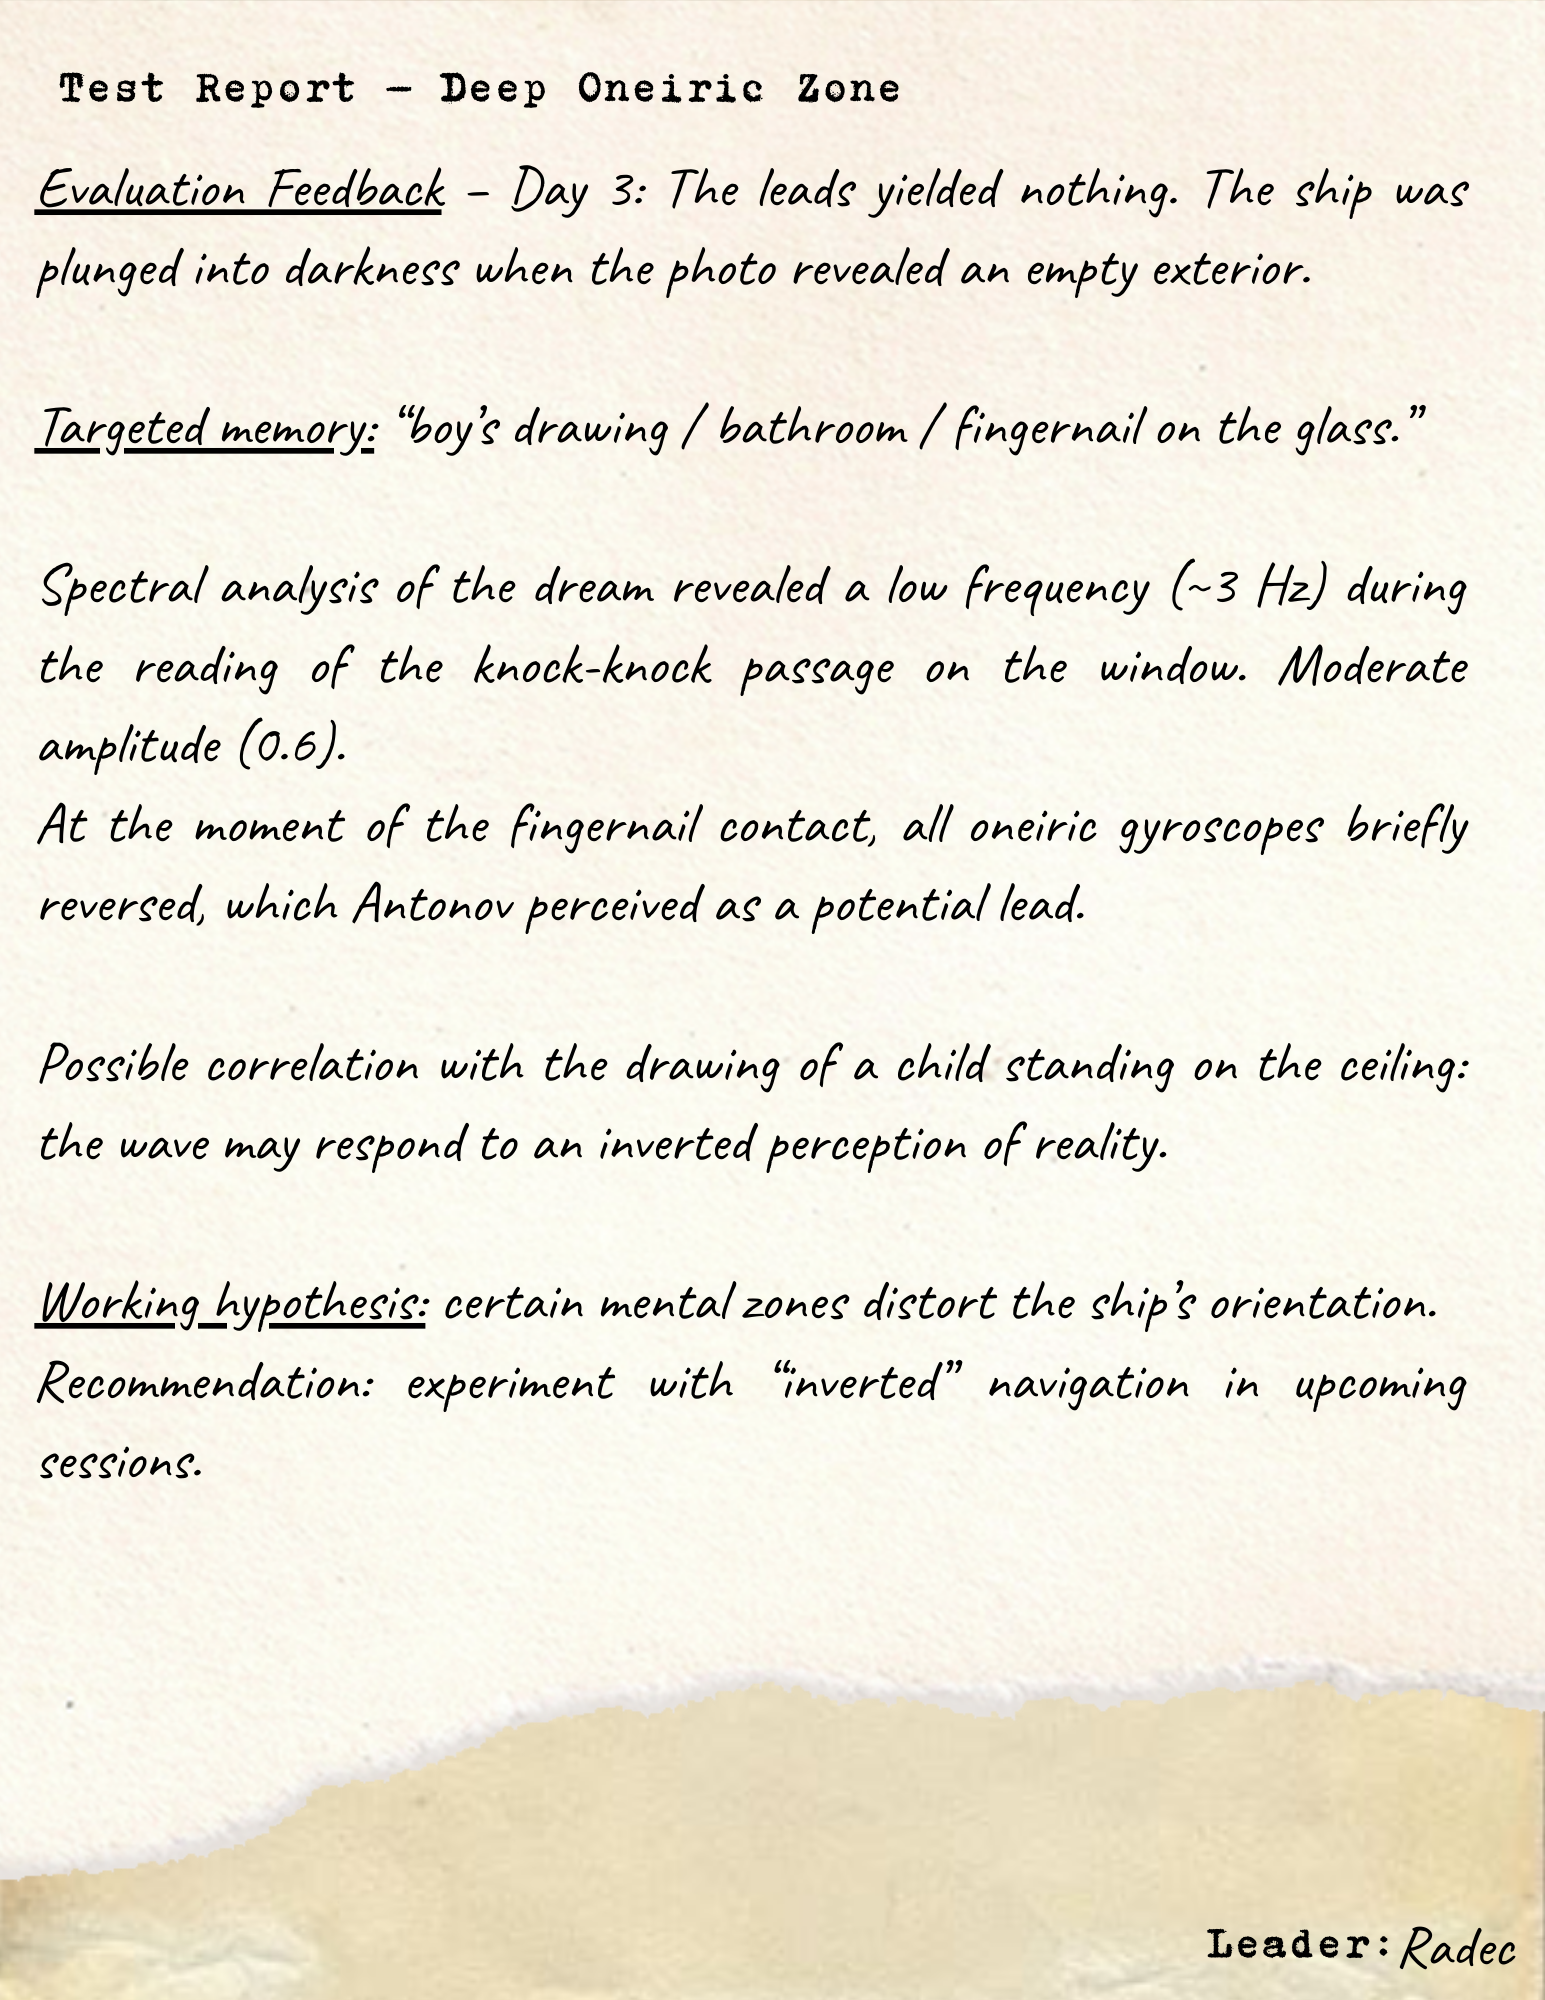 Test Report – Deep Oneiric Zone
Evaluation Feedback – Day 3: The leads yielded nothing. The ship was
plunged into darkness when the photo revealed an empty exterior.
Targeted memory: “boy’s drawing / bathroom / fingernail on the glass.”
Spectral analysis of the dream revealed a low frequency (~3 Hz) during
the reading of the knock-knock passage on the window. Moderate
amplitude (0.6).
At the moment of the fingernail contact, all oneiric gyroscopes briefly
reversed, which Antonov perceived as a potential lead.
Possible correlation with the drawing of a child standing on the ceiling:
the wave may respond to an inverted perception of reality.
Working hypothesis: certain mental zones distort the ship’s orientation.
Recommendation: experiment with “inverted” navigation in upcoming
sessions.
Leader: Radec